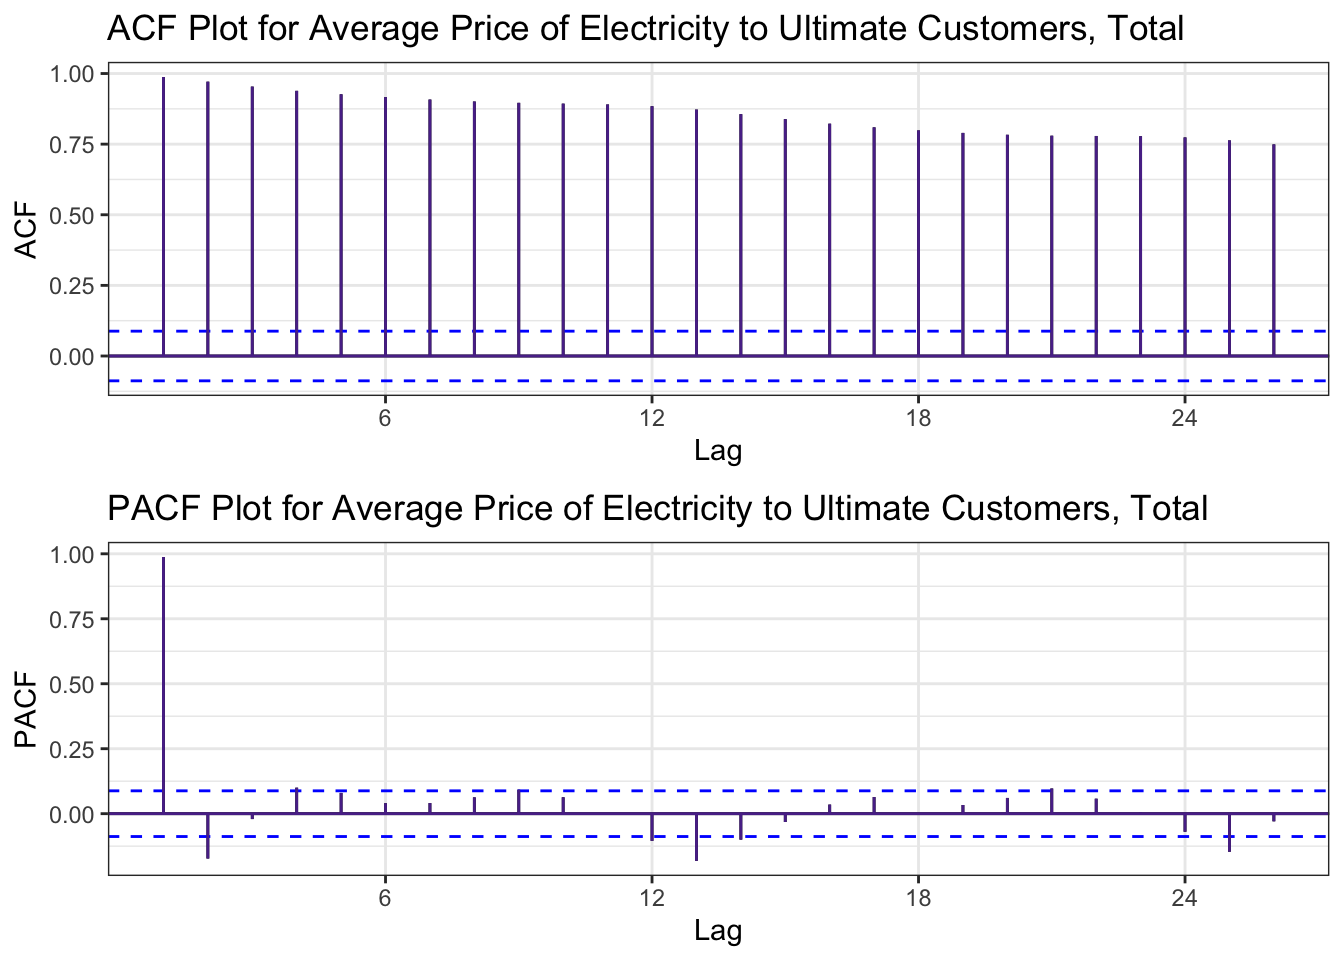 ACF Plot for Average Price of Electricity to Ultimate Customers, Total
1.00
0.75
0.50
0.25
0.00
ACF
6 12 18 24
Lag
PACF Plot for Average Price of Electricity to Ultimate Customers, Total
1.00
0.75
0.50
0.25
0.00
PACF
6 12 18 24
Lag